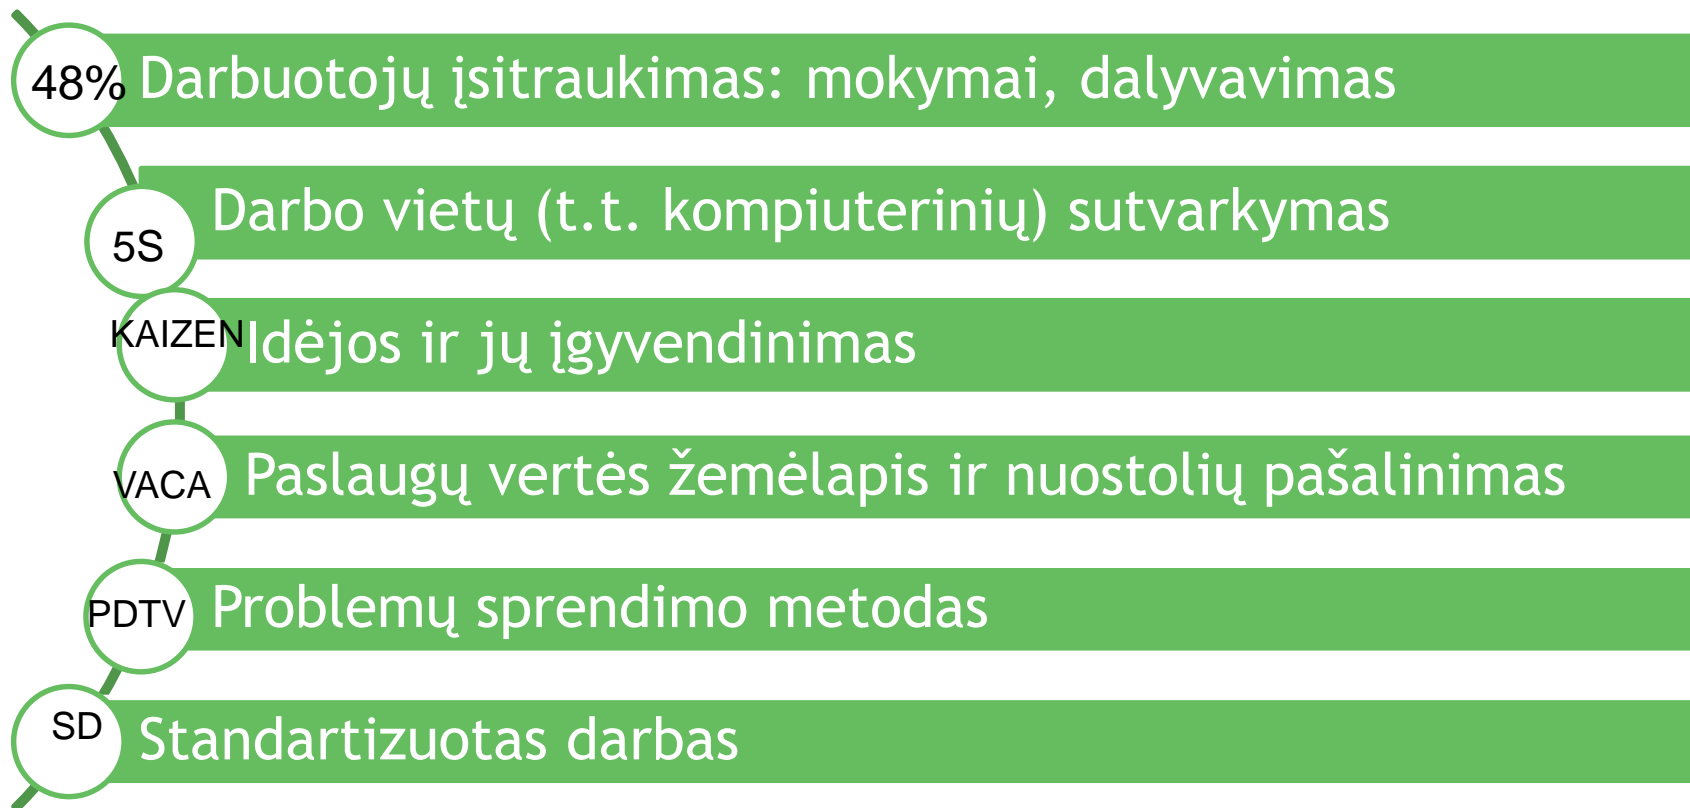 48% Darbuotojų įsitraukimas: mokymai, dalyvavimas
5S Darbo vietų (t.t. kompiuterinių) sutvarkymas
KAIZEN Idėjos ir jų įgyvendinimas
VACA Paslaugų vertės žemėlapis ir nuostolių pašalinimas
PDTV Problemų sprendimo metodas
SD Standartizuotas darbas